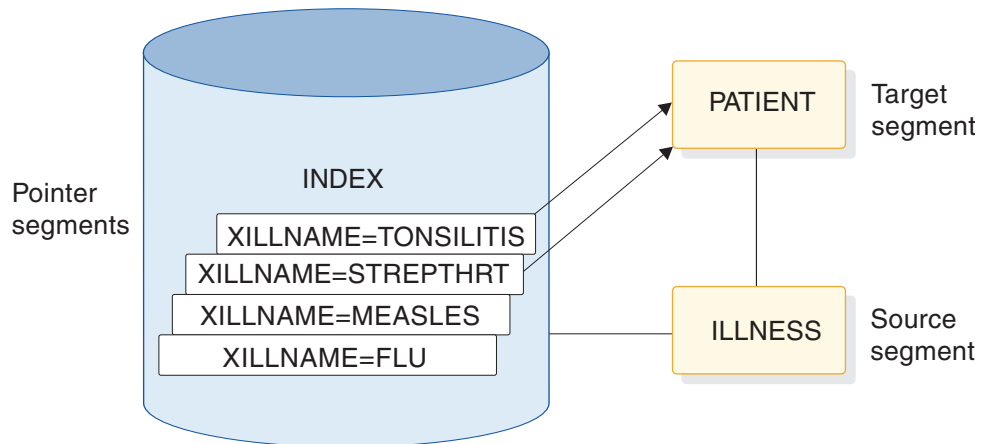 PATIENT
Target
segment
INDEX
Pointer
segments
XILLNAME=TONSILITIS
XILLNAME=STREPTHRT
XILLNAME=MEASLES
XILLNAME=FLU
ILLNESS
Source
segment